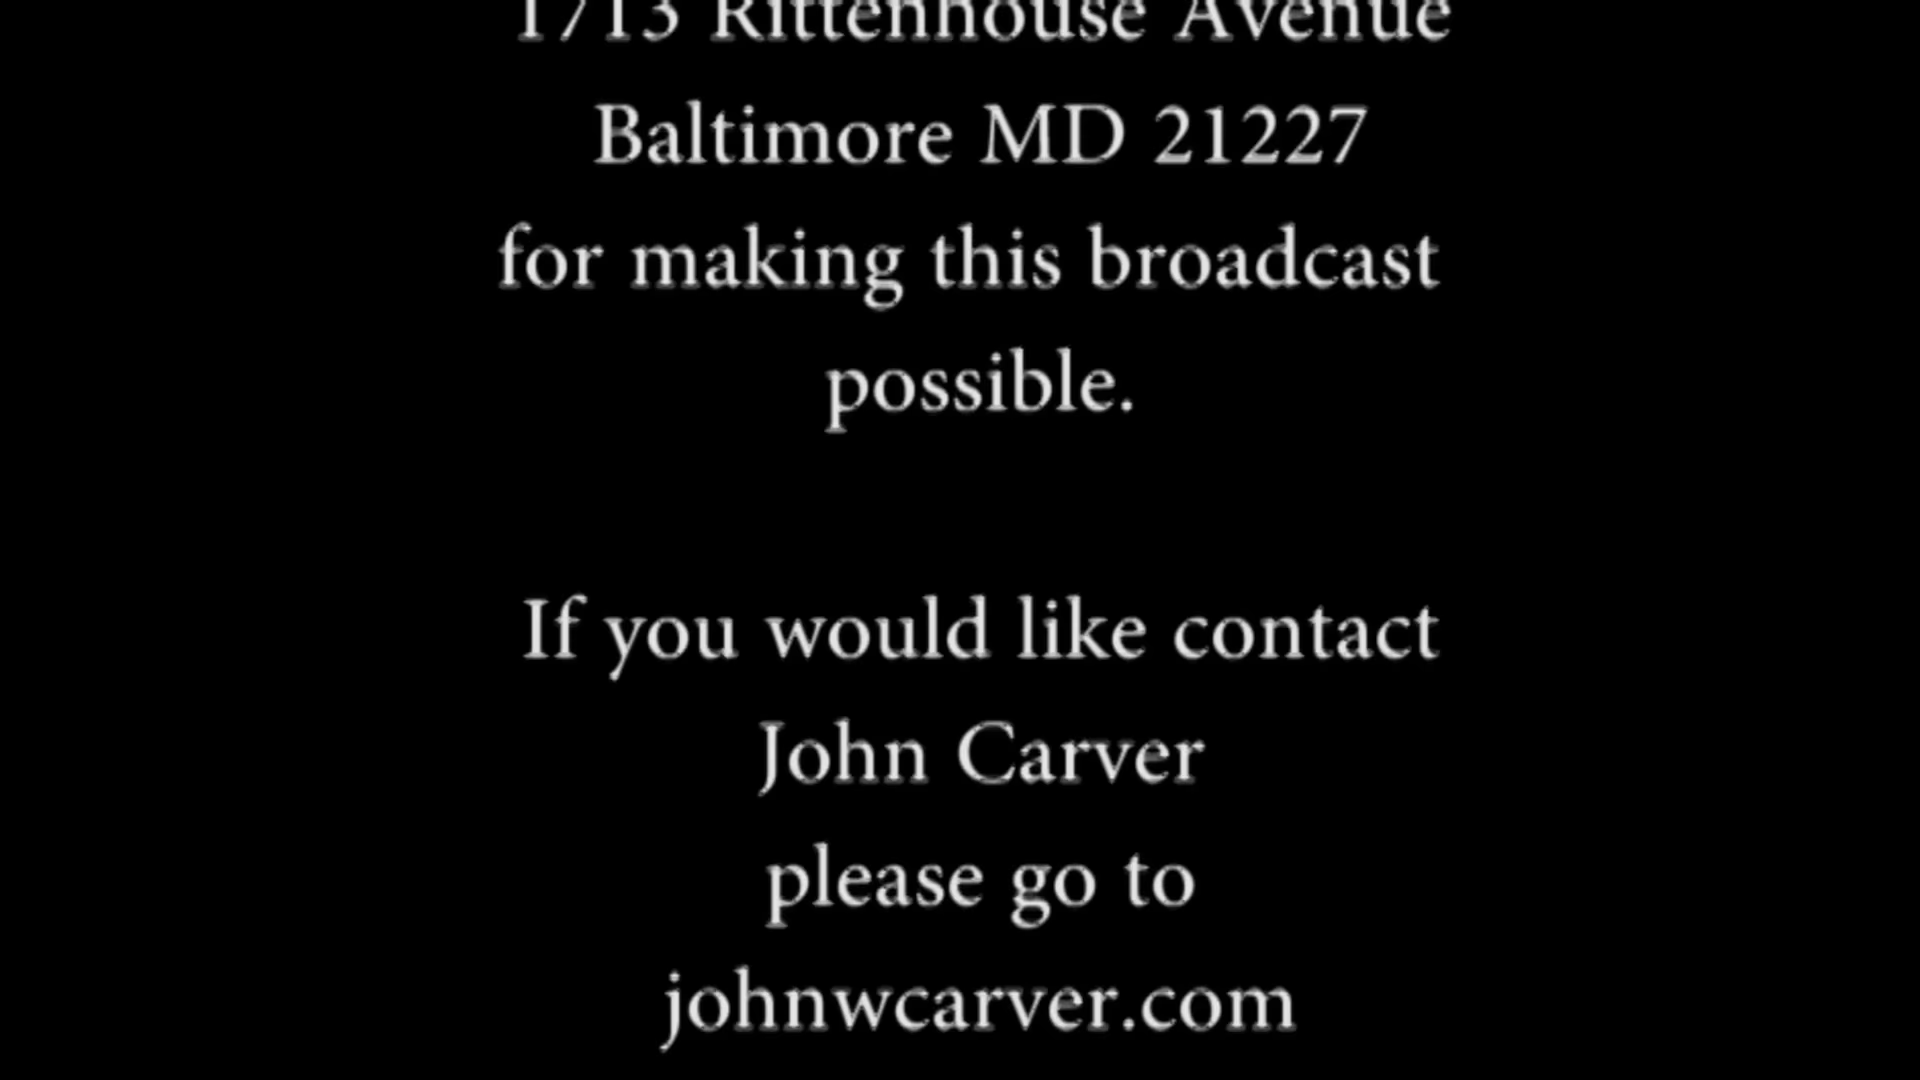 1713 Rittenhouse Avenue
Baltimore MD 21227
for making this broadcast
possible.
If you would like contact
John Carver
please go to
johnwcarver.com